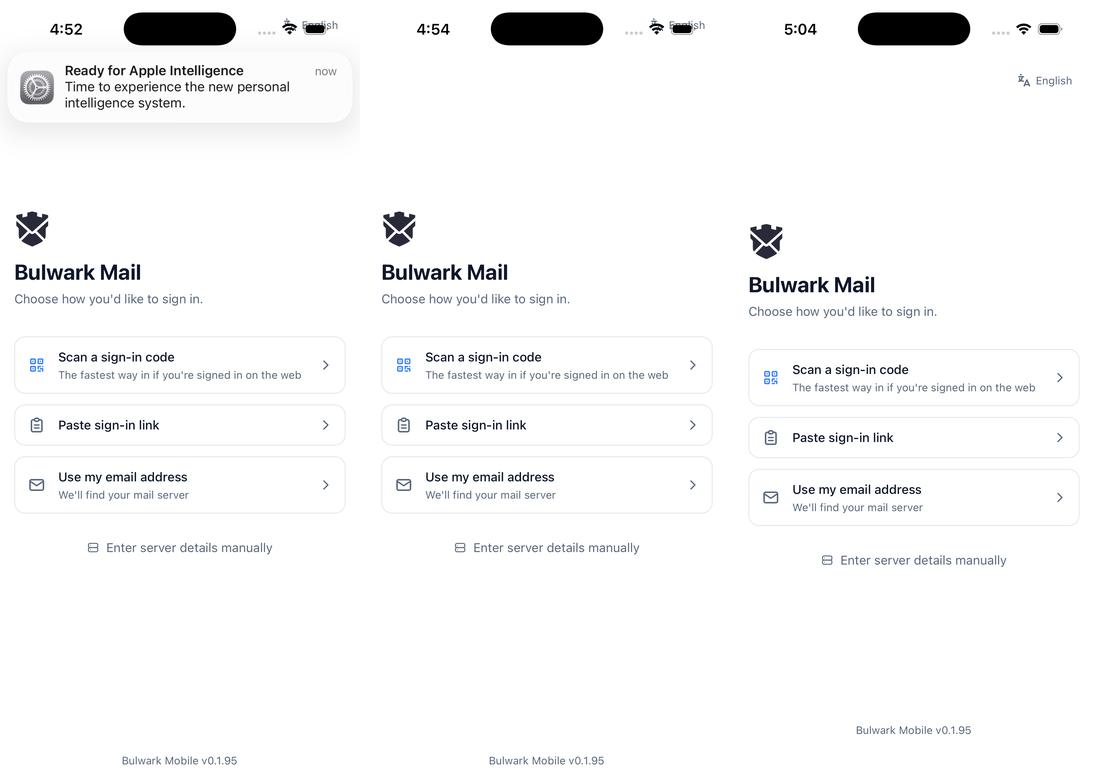 4:52
English
Ready for Apple Intelligence
now
Time to experience the new personal
intelligence system.
Bulwark Mail
Choose how you'd like to sign in.
Scan a sign-in code
The fastest way in if you're signed in on the web
Paste sign-in link
Use my email address
We'll find your mail server
Enter server details manually
Bulwark Mobile v0.1.95
4:54
English
Bulwark Mail
Choose how you'd like to sign in.
Scan a sign-in code
The fastest way in if you're signed in on the web
Paste sign-in link
Use my email address
We'll find your mail server
Enter server details manually
Bulwark Mobile v0.1.95
5:04
English
Bulwark Mail
Choose how you'd like to sign in.
Scan a sign-in code
The fastest way in if you're signed in on the web
Paste sign-in link
Use my email address
We'll find your mail server
Enter server details manually
Bulwark Mobile v0.1.95